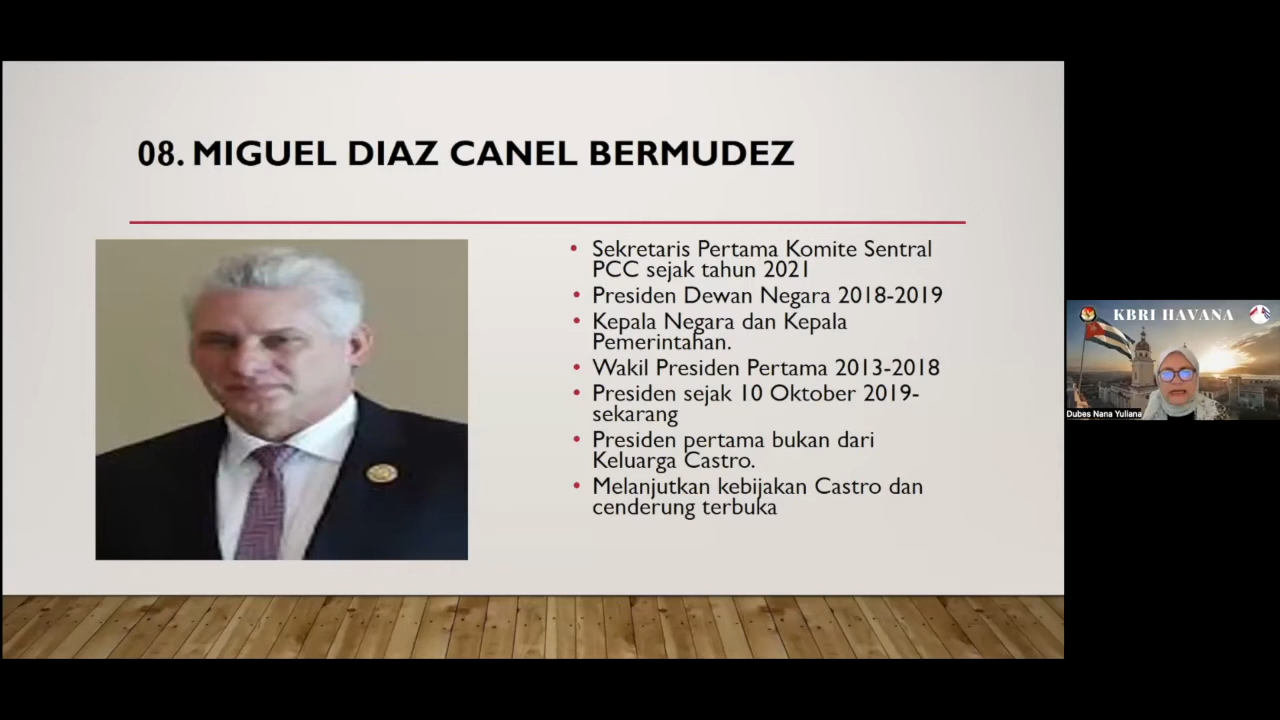 08. MIGUEL DIAZ CANEL BERMUDEZ
• Sekretaris Pertama Komite Sentral
PCC sejak tahun 2021
• Presiden Dewan Negara 2018-2019
• Kepala Negara dan Kepala
Pemerintahan.
• Wakil Presiden Pertama 2013-2018
• Presiden sejak 10 Oktober 2019-
sekarang
• Presiden pertama bukan dari
Keluarga Castro.
• Melanjutkan kebijakan Castro dan
cenderung terbuka
KBRI HAVANA
Dubes Nana Yuliana